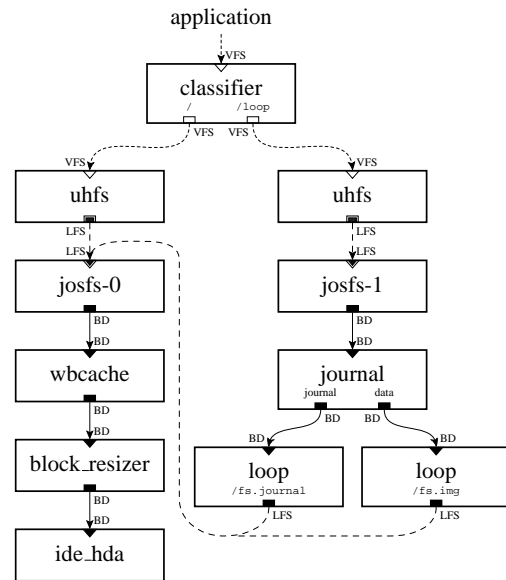 application
VFS
classifier
/ /loop
VFS VFS
VFS VFS
uhfs uhfs
LFS LFS
LFS LFS
josfs-0 josfs-1
BD BD
BD BD
wbcache journal
journal data
BD BD BD
BD BD BD
block_resizer loop loop
/fs.journal /fs.img
BD LFS LFS
BD
ide_hda